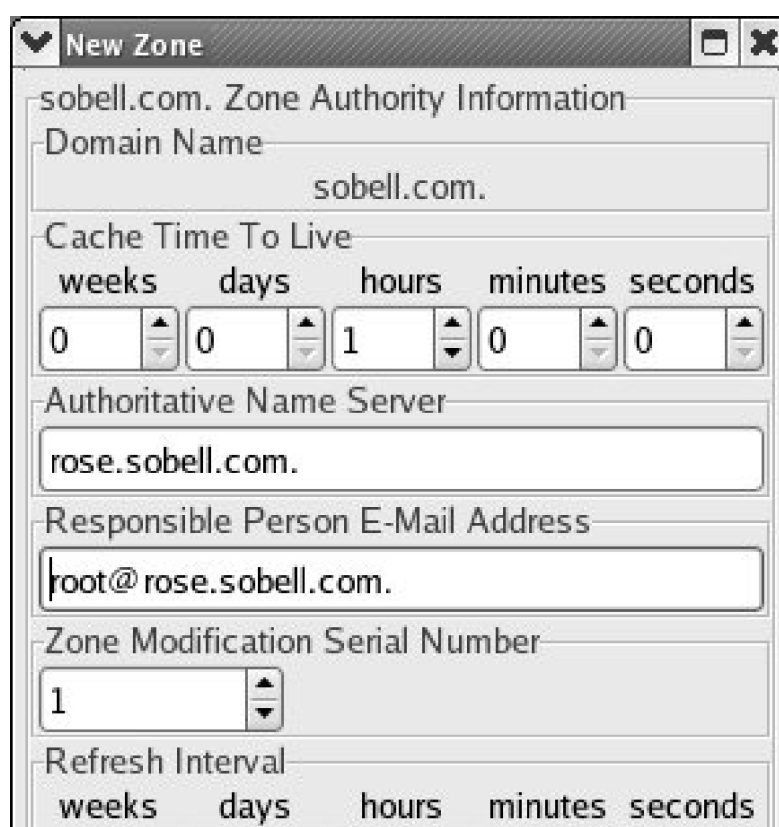 New Zone
sobell.com. Zone Authority Information
Domain Name
sobell.com.
Cache Time To Live
weeks days hours minutes seconds
0 0 1 0 0
Authoritative Name Server
rose.sobell.com.
Responsible Person E-Mail Address
root@rose.sobell.com.
Zone Modification Serial Number
1
Refresh Interval
weeks days hours minutes seconds